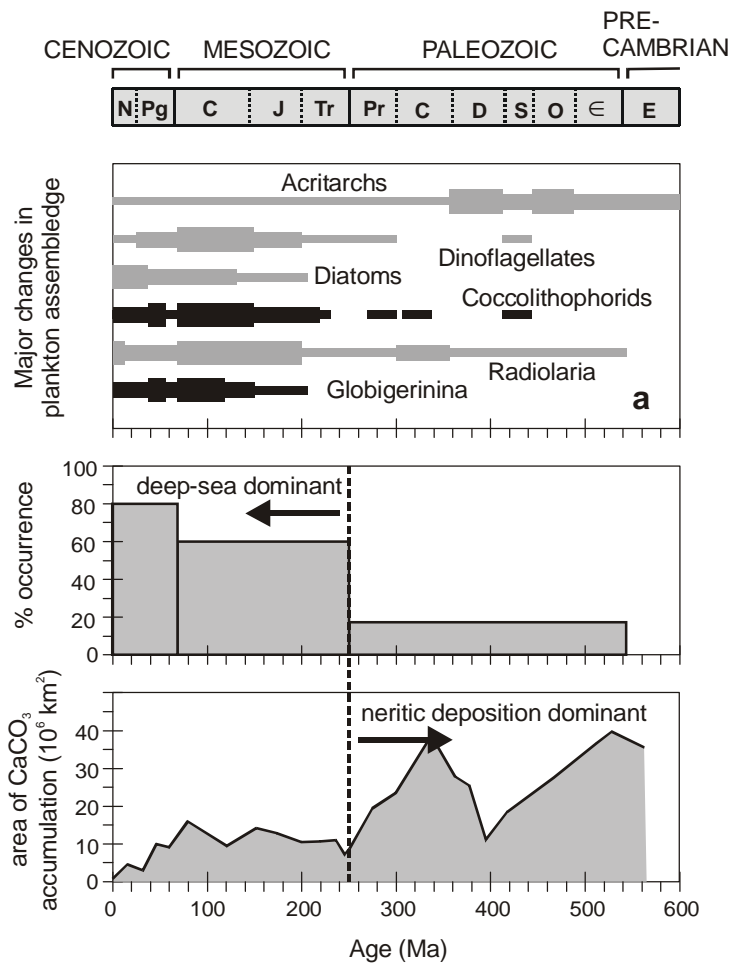 PRE-
CENOZOIC MESOZOIC PALEOZOIC CAMBRIAN
N Pg C J Tr Pr C D S O ∈ E
Major changes in
plankton assembledge
Acritarchs
Dinoflagellates
Diatoms
Coccolithophorids
Radiolaria
Globigerinina
a
% occurrence
100
80
60
40
20
0
deep-sea dominant
area of CaCO₃
accumulation (10⁶ km²)
40
30
20
10
0
neritic deposition dominant
0 100 200 300 400 500 600
Age (Ma)